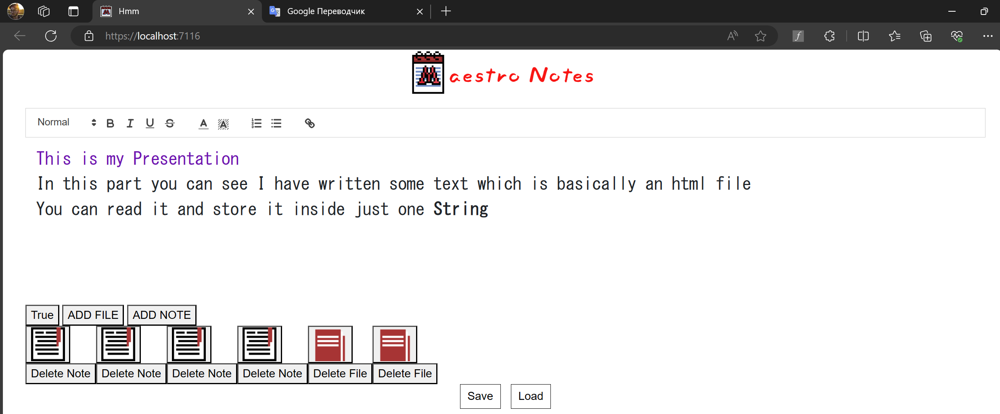 Hmm
Google Переводчик
https://localhost:7116
aestro Notes
Normal
This is my Presentation
In this part you can see I have written some text which is basically an html file
You can read it and store it inside just one String
True ADD FILE ADD NOTE
Delete Note Delete Note Delete Note Delete Note Delete File Delete File
Save Load